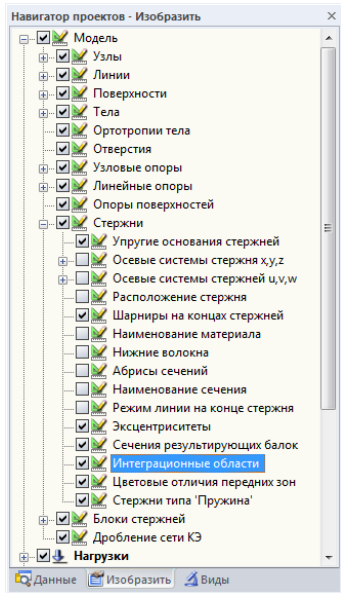 Навигатор проектов - Изобразить
Модель
Узлы
Линии
Поверхности
Тела
Ортотропии тела
Отверстия
Узловые опоры
Линейные опоры
Опоры поверхностей
Стержни
Упругие основания стержней
Осевые системы стержня x,y,z
Осевые системы стержней u,v,w
Расположение стержня
Шарниры на концах стержней
Наименование материала
Нижние волокна
Абрисы сечений
Наименование сечения
Режим линии на конце стержня
Эксцентриситеты
Сечения результирующих балок
Интеграционные области
Цветовые отличия передних зон
Стержни типа 'Пружина'
Блоки стержней
Дробление сети КЭ
Нагрузки
Данные Изобразить Виды